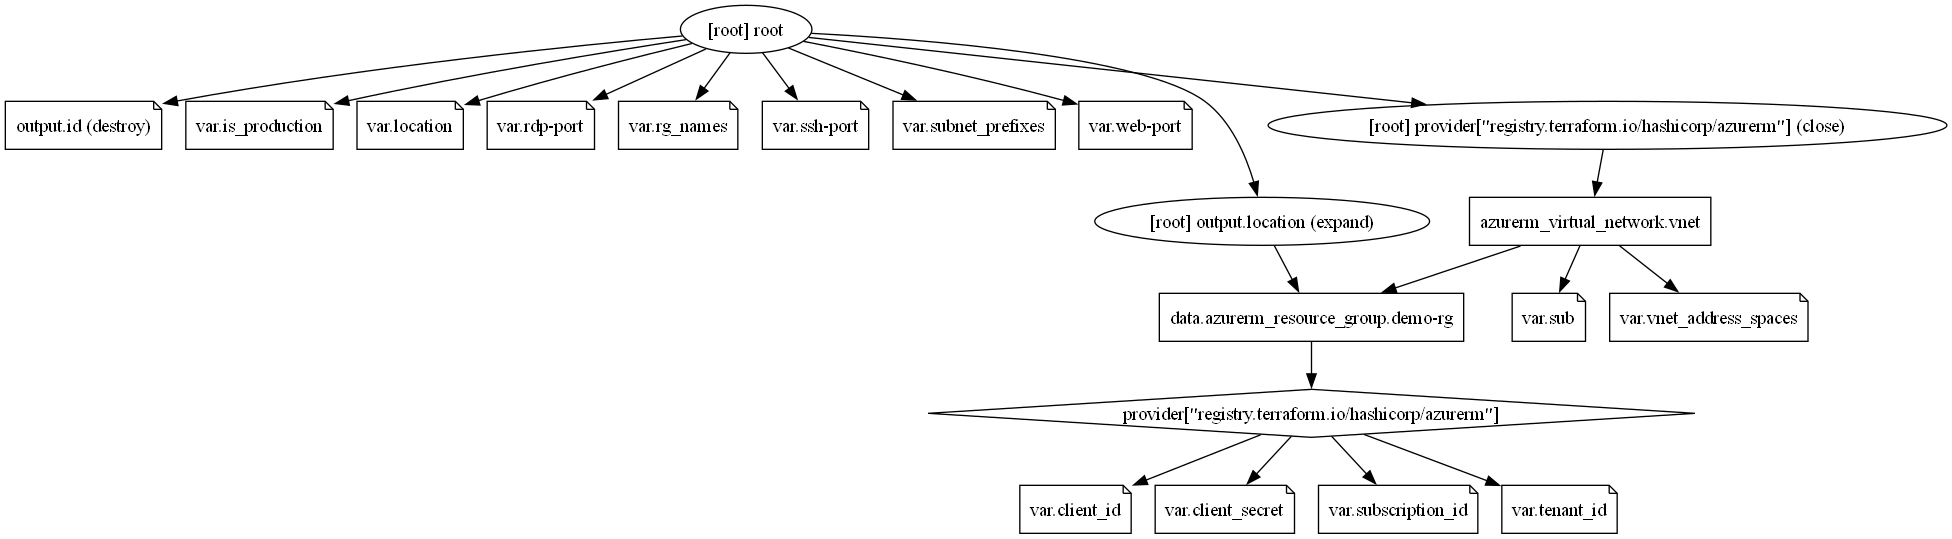 [root] root
output.id (destroy)
var.is_production
var.location
var.rdp-port
var.rg_names
var.ssh-port
var.subnet_prefixes
var.web-port
[root] provider["registry.terraform.io/hashicorp/azurerm"] (close)
[root] output.location (expand)
azurerm_virtual_network.vnet
data.azurerm_resource_group.demo-rg
var.sub
var.vnet_address_spaces
provider["registry.terraform.io/hashicorp/azurerm"]
var.client_id
var.client_secret
var.subscription_id
var.tenant_id